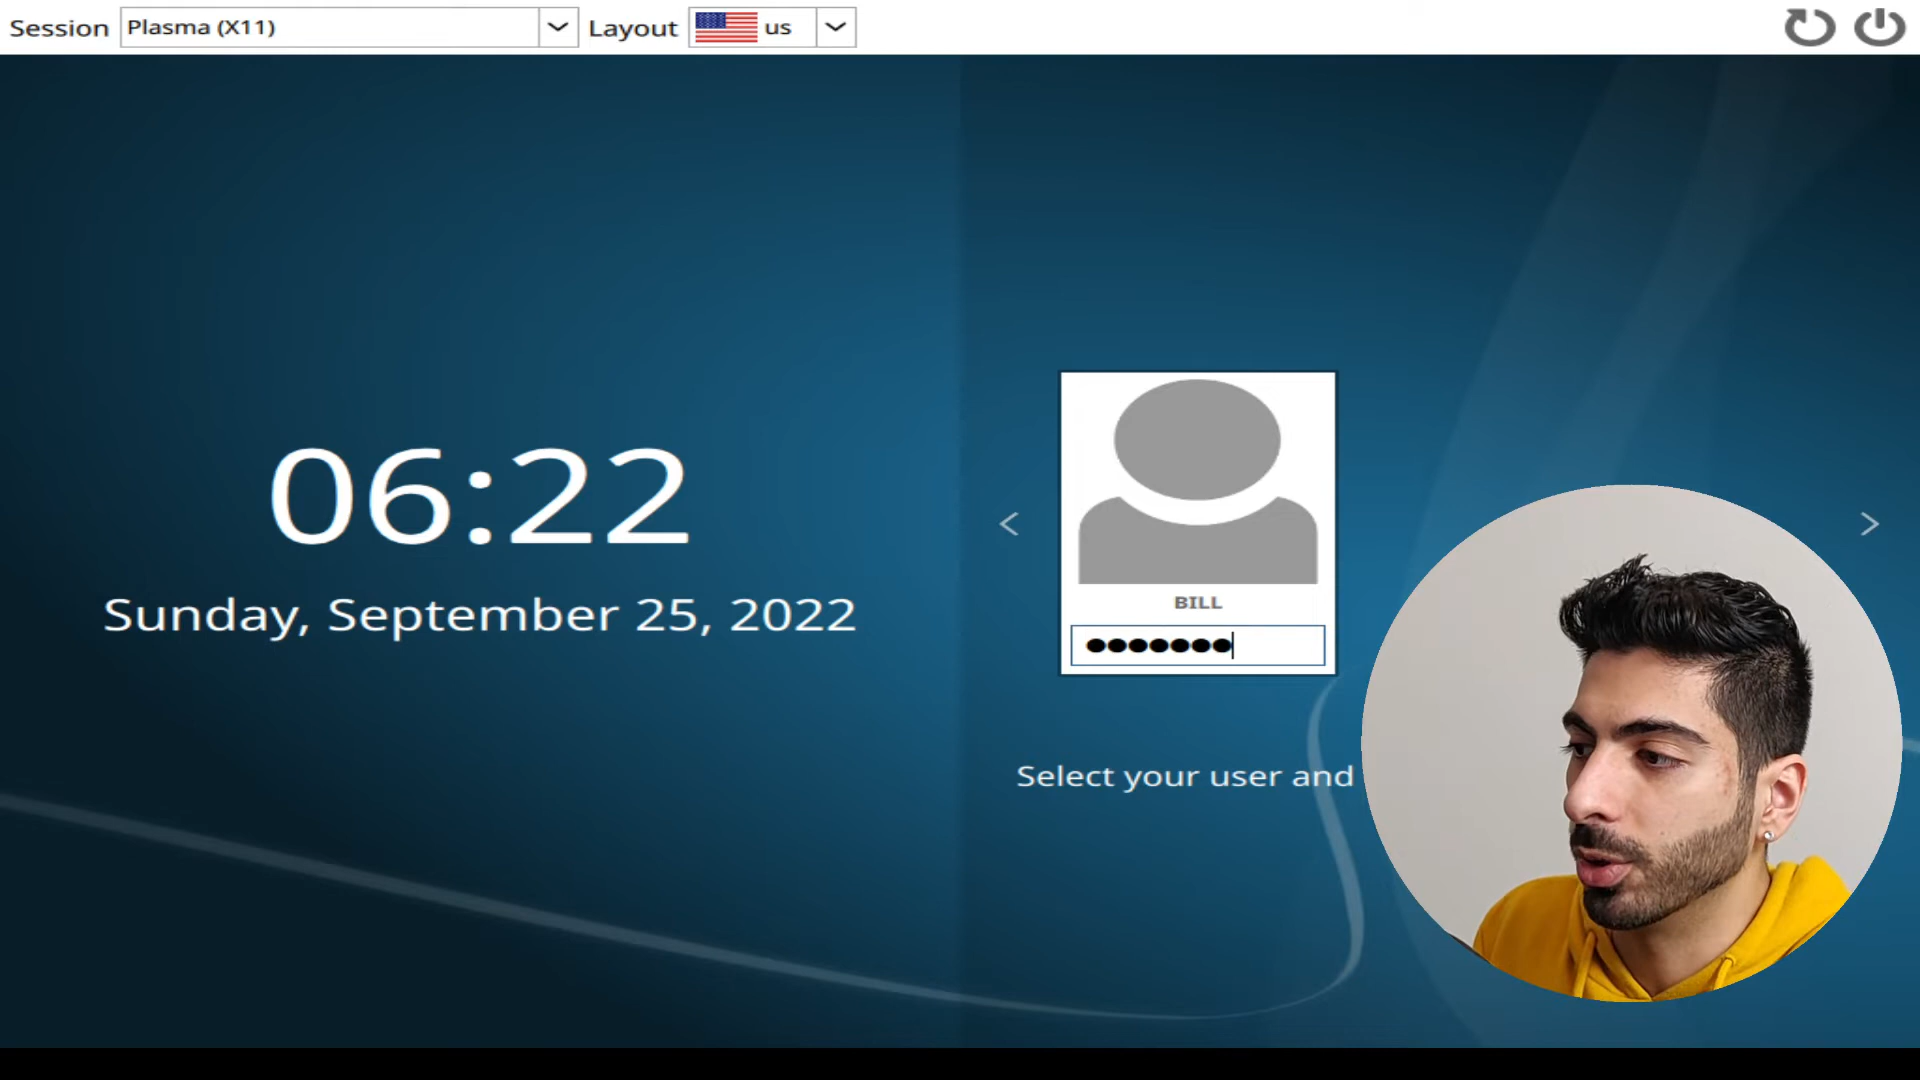 Session Plasma (X11) Layout us
06:22
Sunday, September 25, 2022
BILL
Select your user and